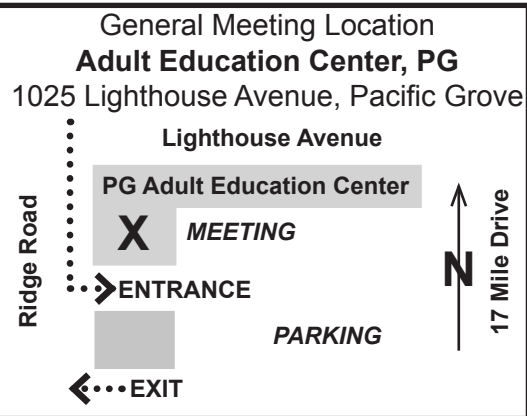 General Meeting Location
Adult Education Center, PG
1025 Lighthouse Avenue, Pacific Grove
Lighthouse Avenue
PG Adult Education Center
X MEETING
Ridge Road
ENTRANCE
N
17 Mile Drive
PARKING
EXIT